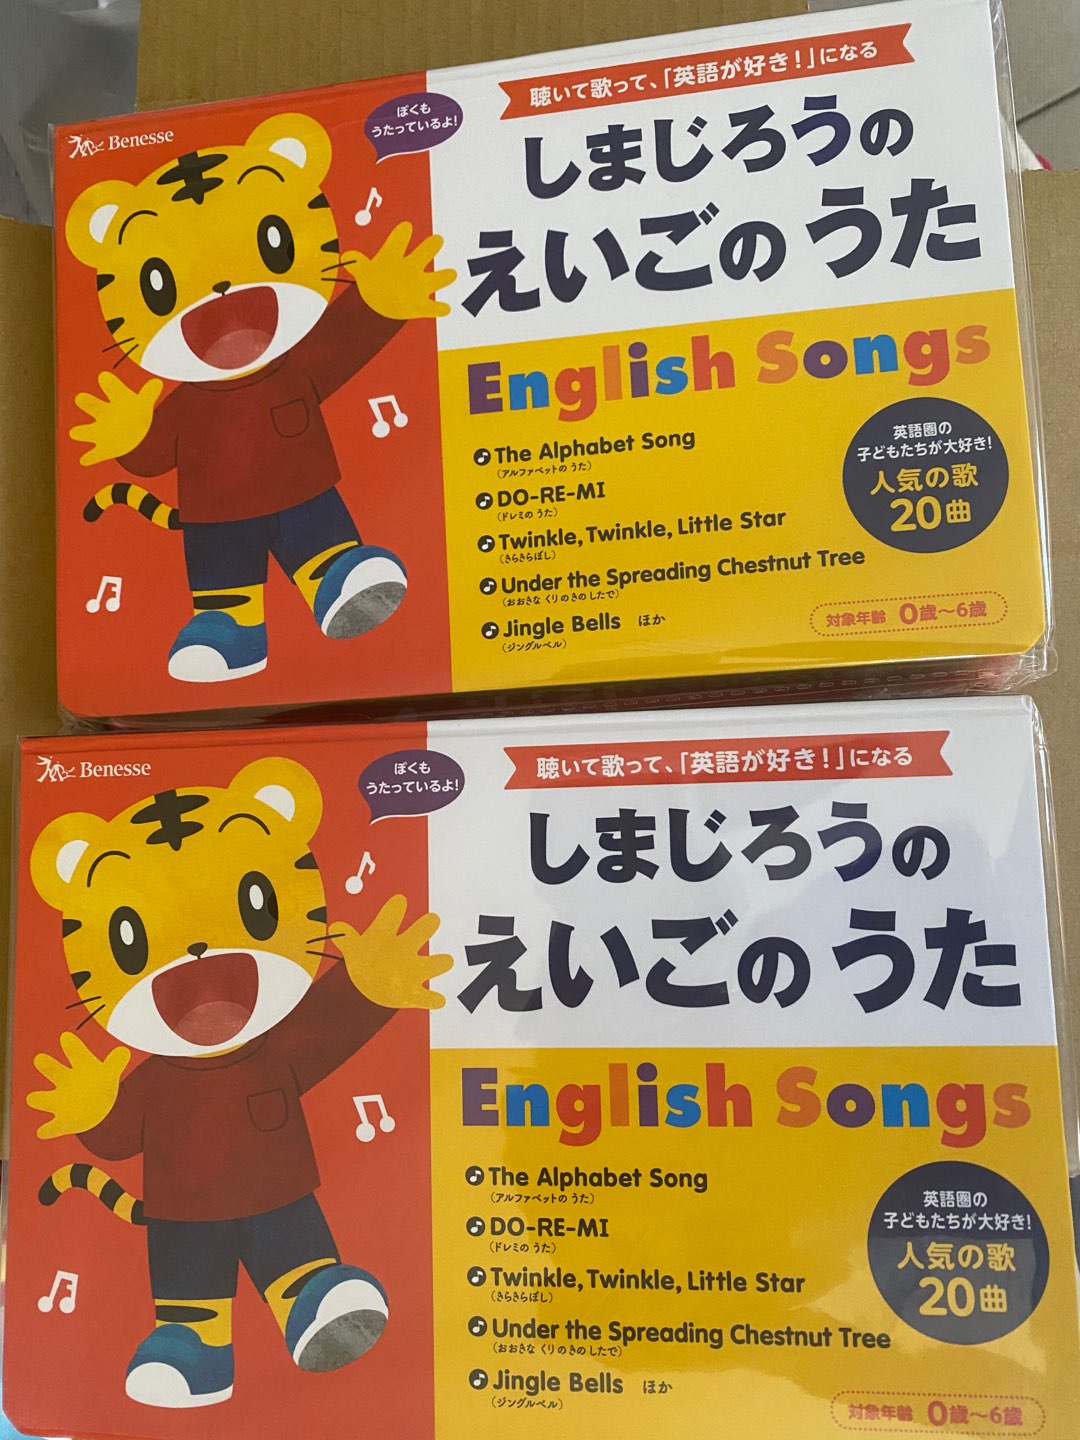 Benesse
ぼくも
うたっているよ!
聴いて歌って、「英語が好き!」になる
しまじろうの
えいごの うた
English Songs
The Alphabet Song
(アルファベットの うた)
DO-RE-MI
(ドレミの うた)
Twinkle, Twinkle, Little Star
(きらきらぼし)
Under the Spreading Chestnut Tree
(おおきな くりのきの したで)
Jingle Bells ほか
(ジングルベル)
英語圏の
子どもたちが大好き!
人気の歌
20曲
対象年齢 0歳～6歳
Benesse
ぼくも
うたっているよ!
聴いて歌って、「英語が好き!」になる
しまじろうの
えいごの うた
English Songs
The Alphabet Song
(アルファベットの うた)
DO-RE-MI
(ドレミの うた)
Twinkle, Twinkle, Little Star
(きらきらぼし)
Under the Spreading Chestnut Tree
(おおきな くりのきの したで)
Jingle Bells ほか
(ジングルベル)
英語圏の
子どもたちが大好き!
人気の歌
20曲
対象年齢 0歳～6歳